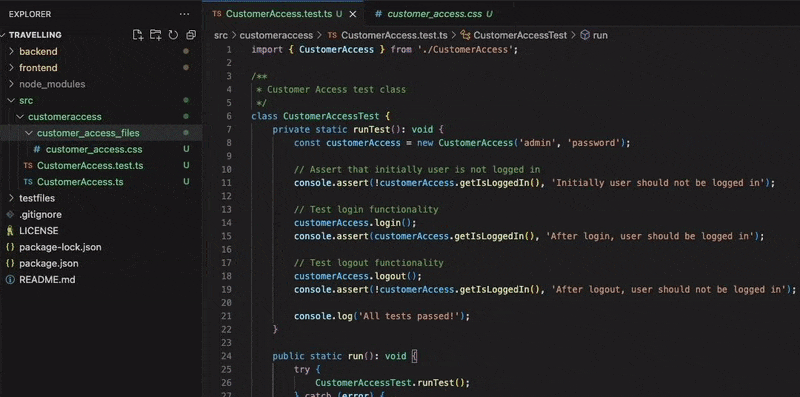 EXPLORER
TRAVELLING
backend
frontend
node_modules
src
customeraccess
customer_access_files
# customer_access.css U
TS CustomerAccess.test.ts U
TS CustomerAccess.ts U
testfiles
.gitignore
LICENSE
{} package-lock.json
{} package.json
README.md
TS CustomerAccess.test.ts U
# customer_access.css U
src > customeraccess > TS CustomerAccess.test.ts > CustomerAccessTest > run
1 import { CustomerAccess } from './CustomerAccess';
2
3 /**
4 * Customer Access test class
5 */
6 class CustomerAccessTest {
7 private static runTest(): void {
8 const customerAccess = new CustomerAccess('admin', 'password');
9
10 // Assert that initially user is not logged in
11 console.assert(!customerAccess.getIsLoggedIn(), 'Initially user should not be logged in');
12
13 // Test login functionality
14 customerAccess.login();
15 console.assert(customerAccess.getIsLoggedIn(), 'After login, user should be logged in');
16
17 // Test logout functionality
18 customerAccess.logout();
19 console.assert(!customerAccess.getIsLoggedIn(), 'After logout, user should not be logged in');
20
21 console.log('All tests passed!');
22 }
23
24 public static run(): void {
25 try {
26 CustomerAccessTest.runTest();
27 } catch (error) {